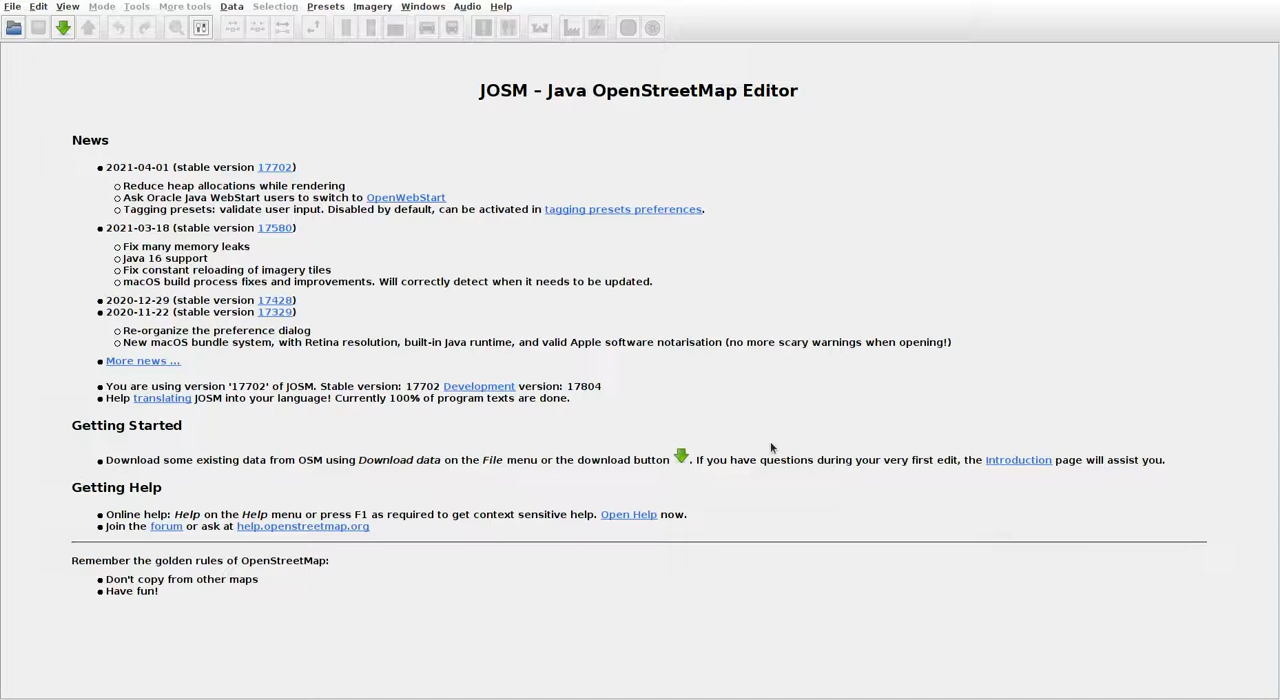 File Edit View Mode Tools More tools Data Selection Presets Imagery Windows Audio Help
JOSM – Java OpenStreetMap Editor
News
2021-04-01 (stable version 17702)
Reduce heap allocations while rendering
Ask Oracle Java WebStart users to switch to OpenWebStart
Tagging presets: validate user input. Disabled by default, can be activated in tagging presets preferences.
2021-03-18 (stable version 17580)
Fix many memory leaks
Java 16 support
Fix constant reloading of imagery tiles
macOS build process fixes and improvements. Will correctly detect when it needs to be updated.
2020-12-29 (stable version 17428)
2020-11-22 (stable version 17329)
Re-organize the preference dialog
New macOS bundle system, with Retina resolution, built-in Java runtime, and valid Apple software notarisation (no more scary warnings when opening!)
More news ...
You are using version '17702' of JOSM. Stable version: 17702 Development version: 17804
Help translating JOSM into your language! Currently 100% of program texts are done.
Getting Started
Download some existing data from OSM using Download data on the File menu or the download button . If you have questions during your very first edit, the Introduction page will assist you.
Getting Help
Online help: Help on the Help menu or press F1 as required to get context sensitive help. Open Help now.
Join the forum or ask at help.openstreetmap.org
Remember the golden rules of OpenStreetMap:
Don't copy from other maps
Have fun!